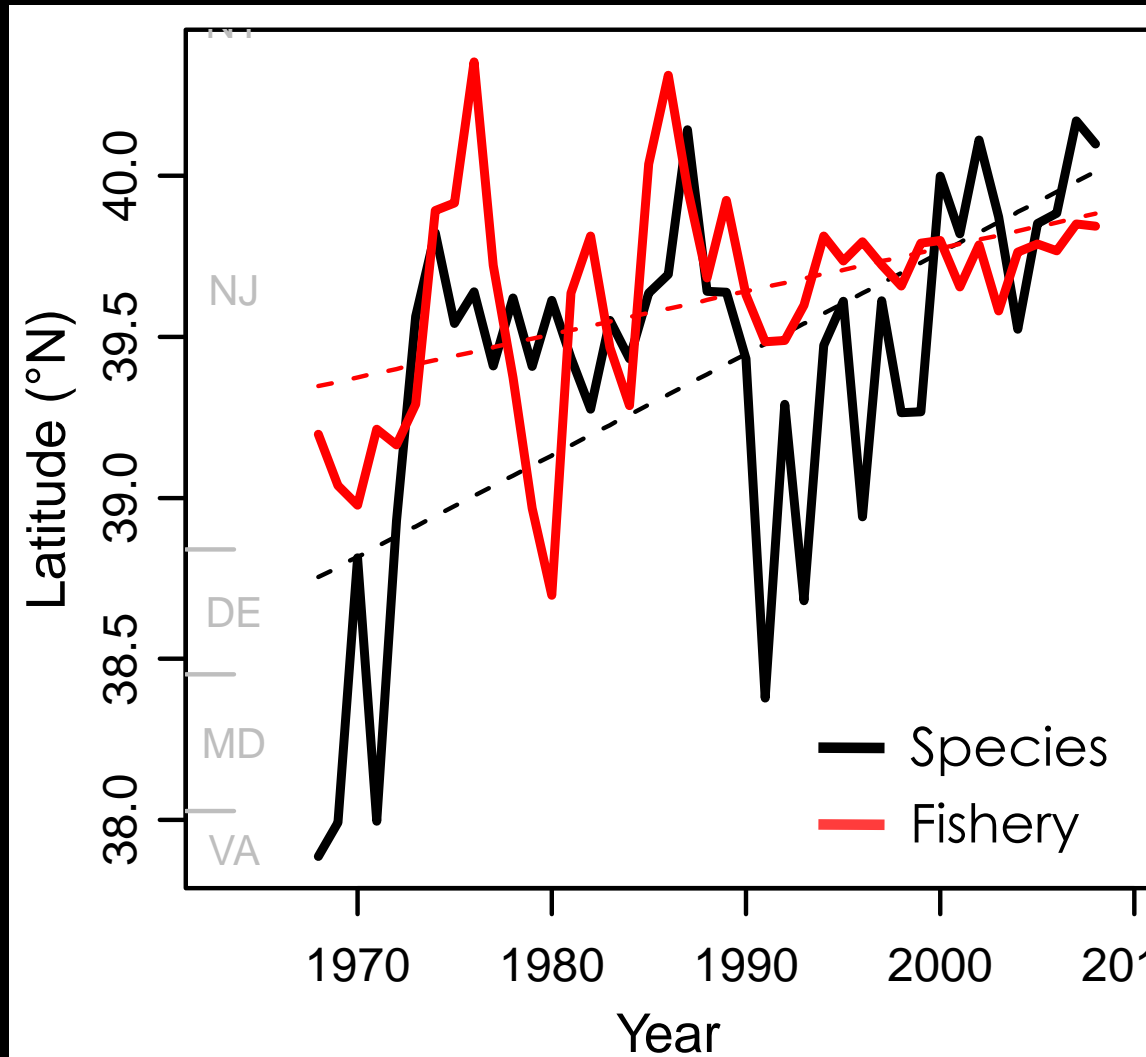 Latitude (°N)
40.0
39.5
39.0
38.5
38.0
NJ
DE
MD
VA
Species
Fishery
1970
1980
1990
2000
Year